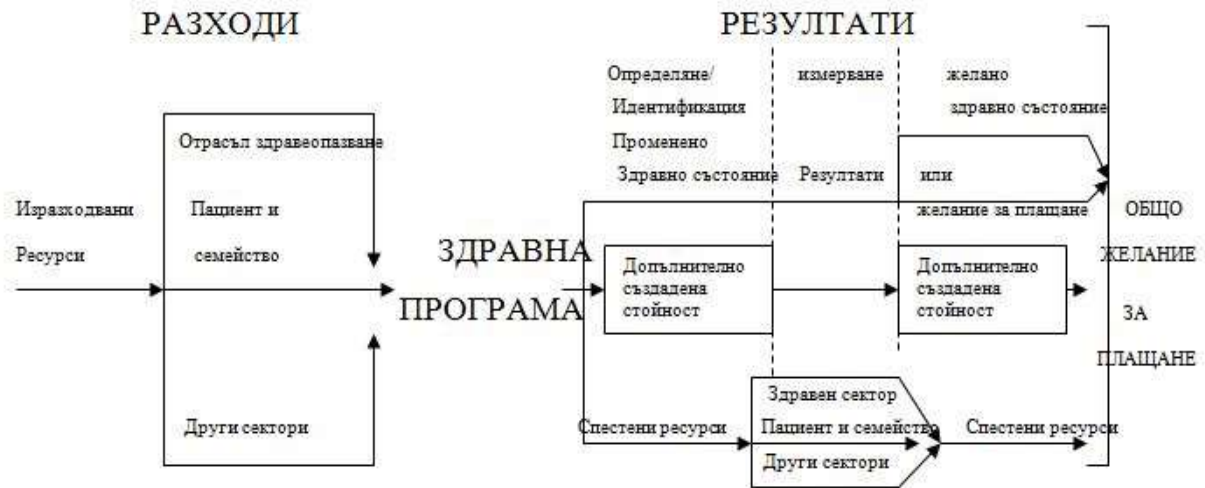 РАЗХОДИ
РЕЗУЛТАТИ
Определяне/
Идентификация
Променено
Здравно състояние
измерване
Резултати
желано
здравно състояние
или
желание за плащане
Отрасъл здравеопазване
Израходвани
Ресурси
Пациент и
семейство
Други сектори
ЗДРАВНА
ПРОГРАМА
Допълнително
създадена
стойност
Допълнително
създадена
стойност
Спестени ресурси
Здравен сектор
Пациент и семейство
Други сектори
Спестени ресурси
ОБЩО
ЖЕЛАНИЕ
ЗА
ПЛАЩАНЕ